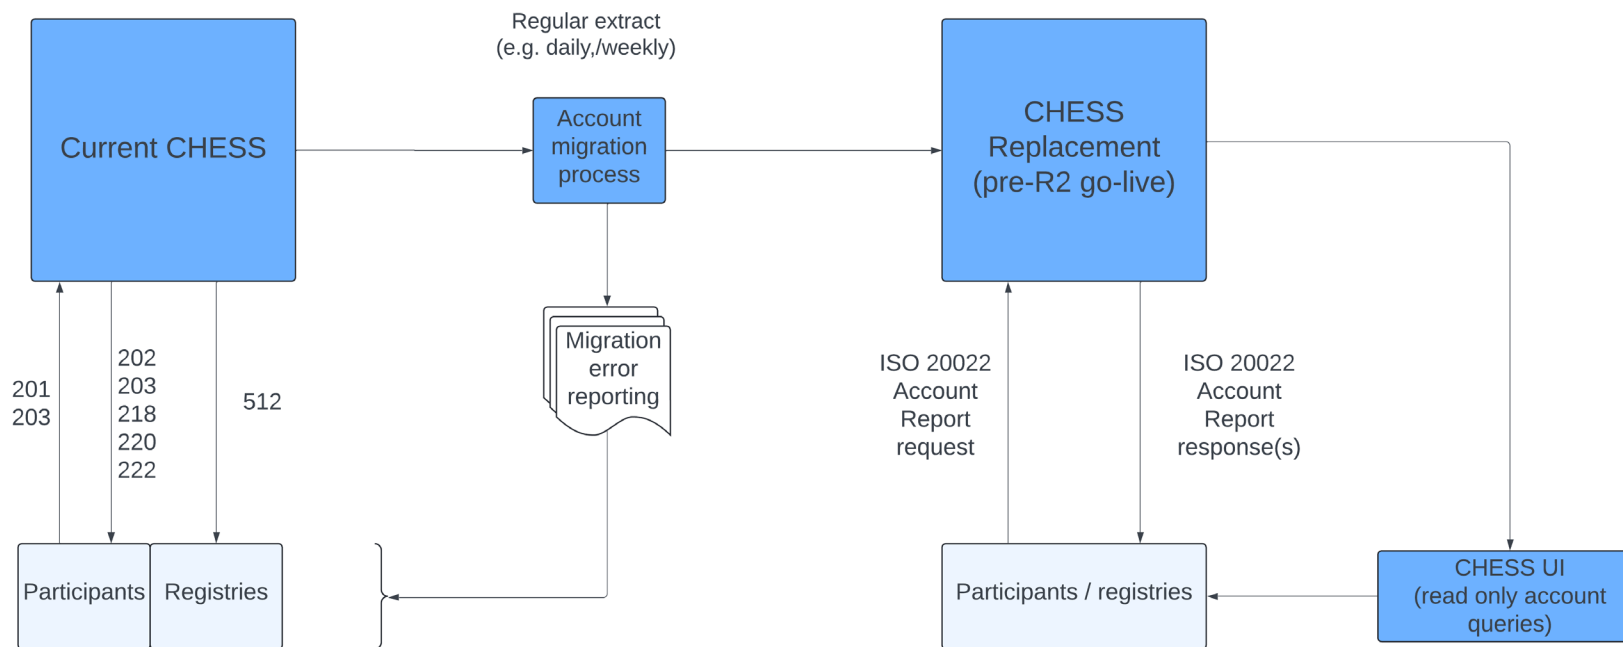 Regular extract
(e.g. daily,/weekly)
Current CHESS
Account
migration
process
CHESS
Replacement
(pre-R2 go-live)
201
203
202
203
218
220
222
512
Migration
error
reporting
ISO 20022
Account
Report
request
ISO 20022
Account
Report
response(s)
Participants
Registries
Participants / registries
CHESS UI
(read only account
queries)